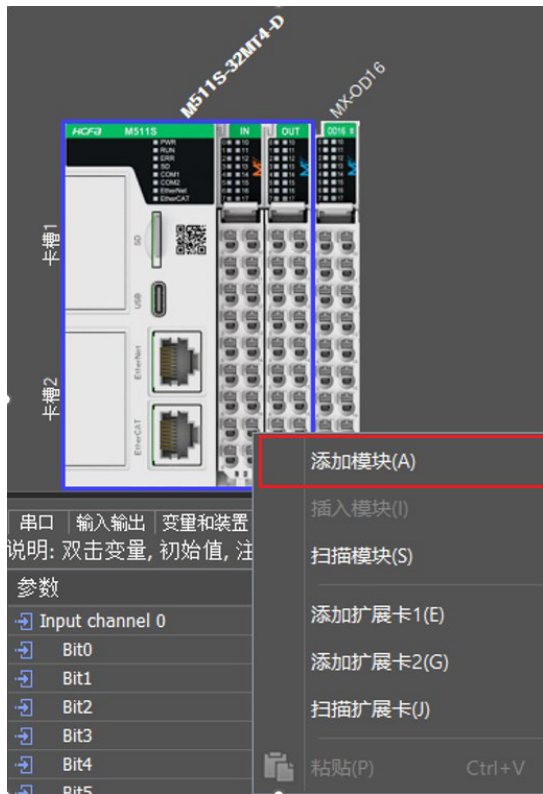 M511S-32MT4-D
MX-OD16
HCFA M511S IN OUT OD16
PWR
RUN
ERR
SD
COM1
COM2
EtherNet
EtherCAT
卡槽1
SD
USB
EtherNet
卡槽2
EtherCAT
添加模块(A)
插入模块(I)
扫描模块(S)
添加扩展卡1(E)
添加扩展卡2(G)
扫描扩展卡(J)
粘贴(P) Ctrl+V
串口 输入输出 变量和装置
说明: 双击变量, 初始值, 注
参数
Input channel 0
Bit0
Bit1
Bit2
Bit3
Bit4
Bit5